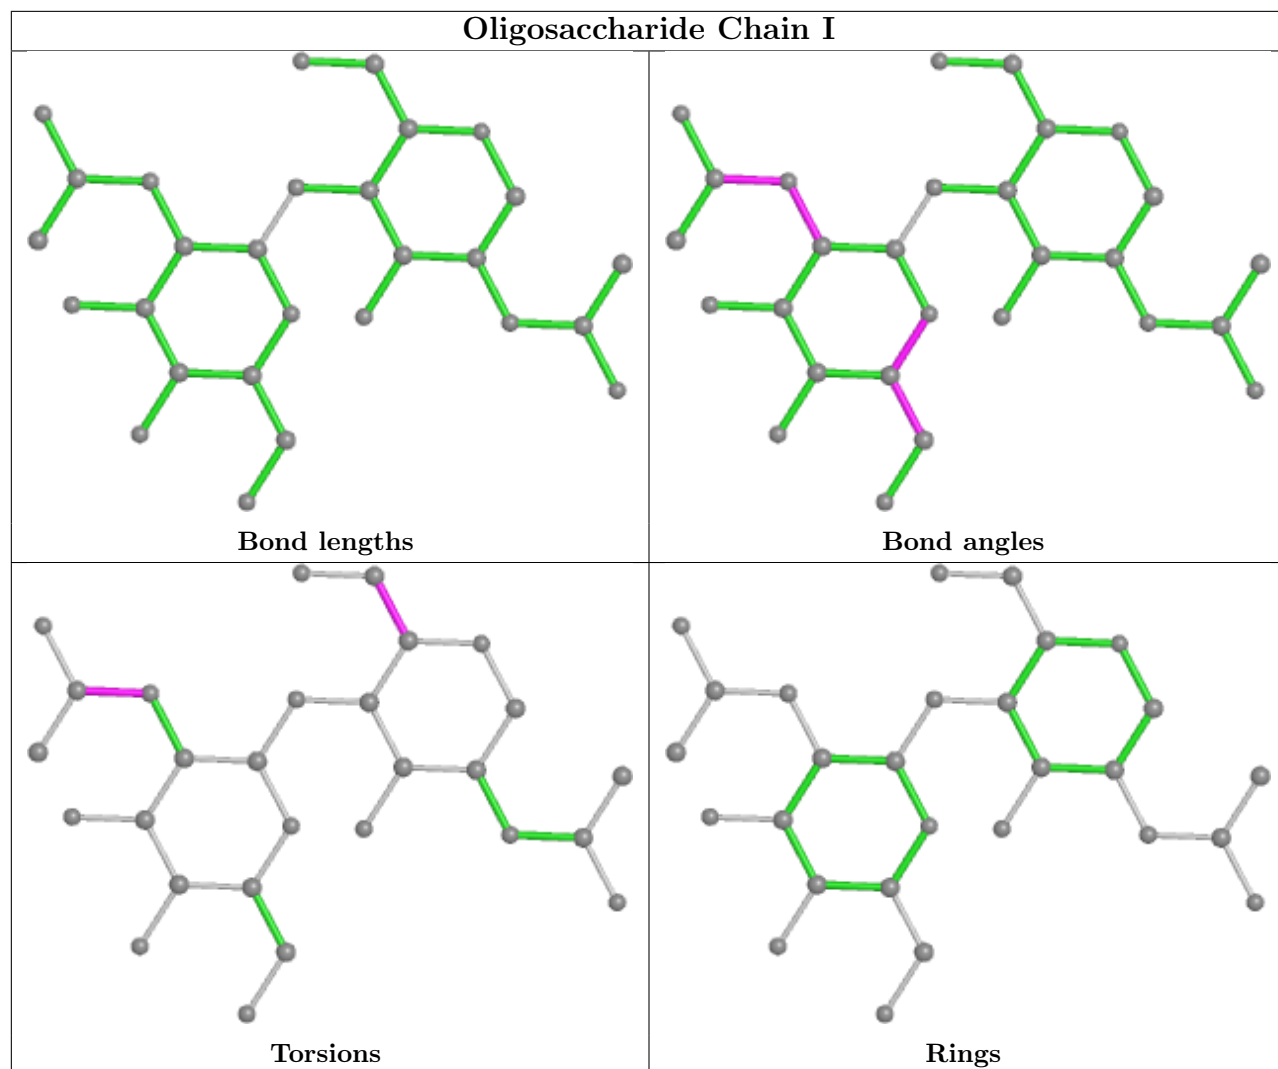 Oligosaccharide Chain I
Bond lengths
Bond angles
Torsions
Rings